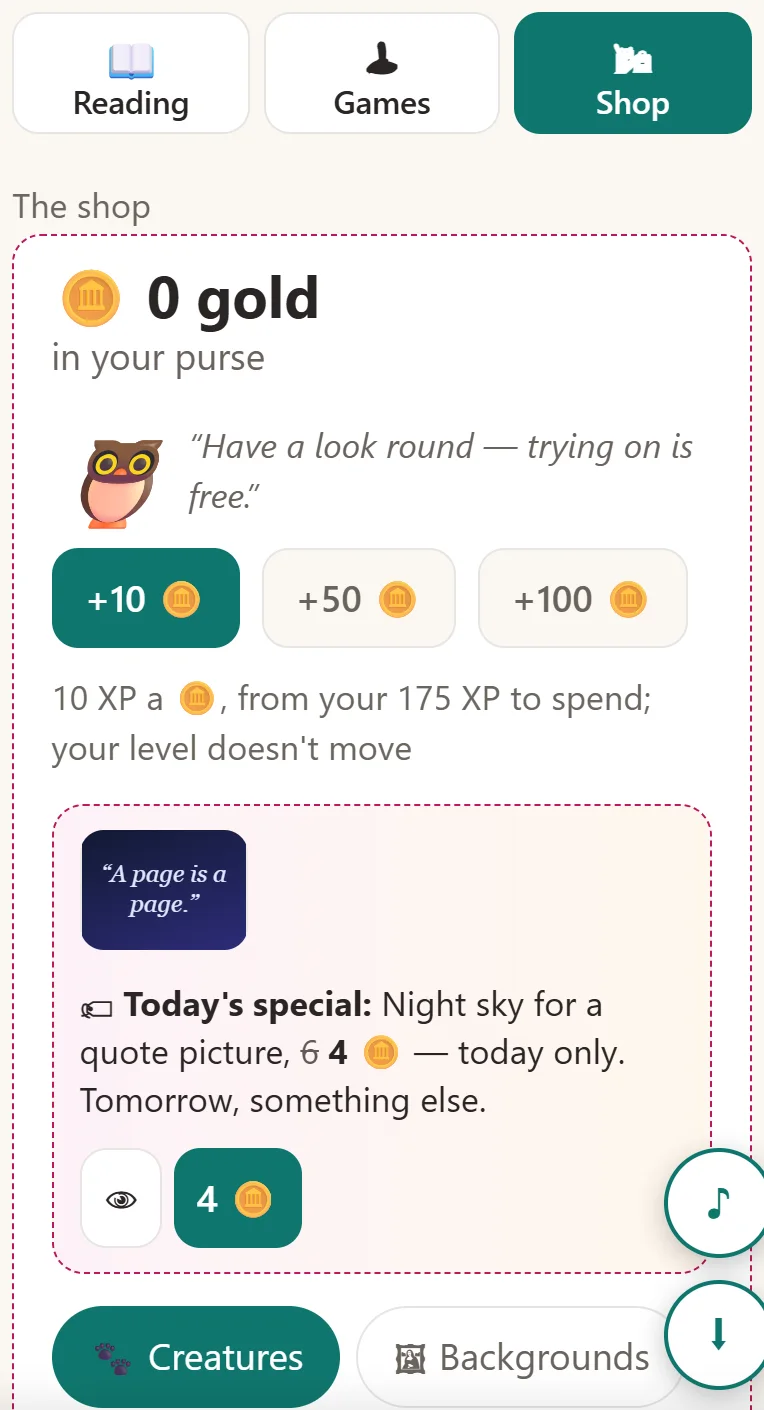 Reading
Games
Shop
The shop
0 gold
in your purse
“Have a look round — trying on is
free.”
+10
+50
+100
10 XP a , from your 175 XP to spend;
your level doesn't move
“A page is a
page.”
Today's special: Night sky for a
quote picture, 6 4 — today only.
Tomorrow, something else.
4
Creatures
Backgrounds